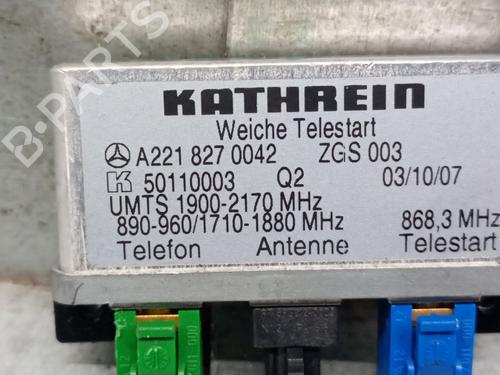 B-PARTS
KATHREIN
Weiche Telestart
A221 827 0042 ZGS 003
K 50110003 Q2 03/10/07
UMTS 1900-2170 MHz
890-960/1710-1880 MHz 868,3 MHz
Telefon Antenne Telestart